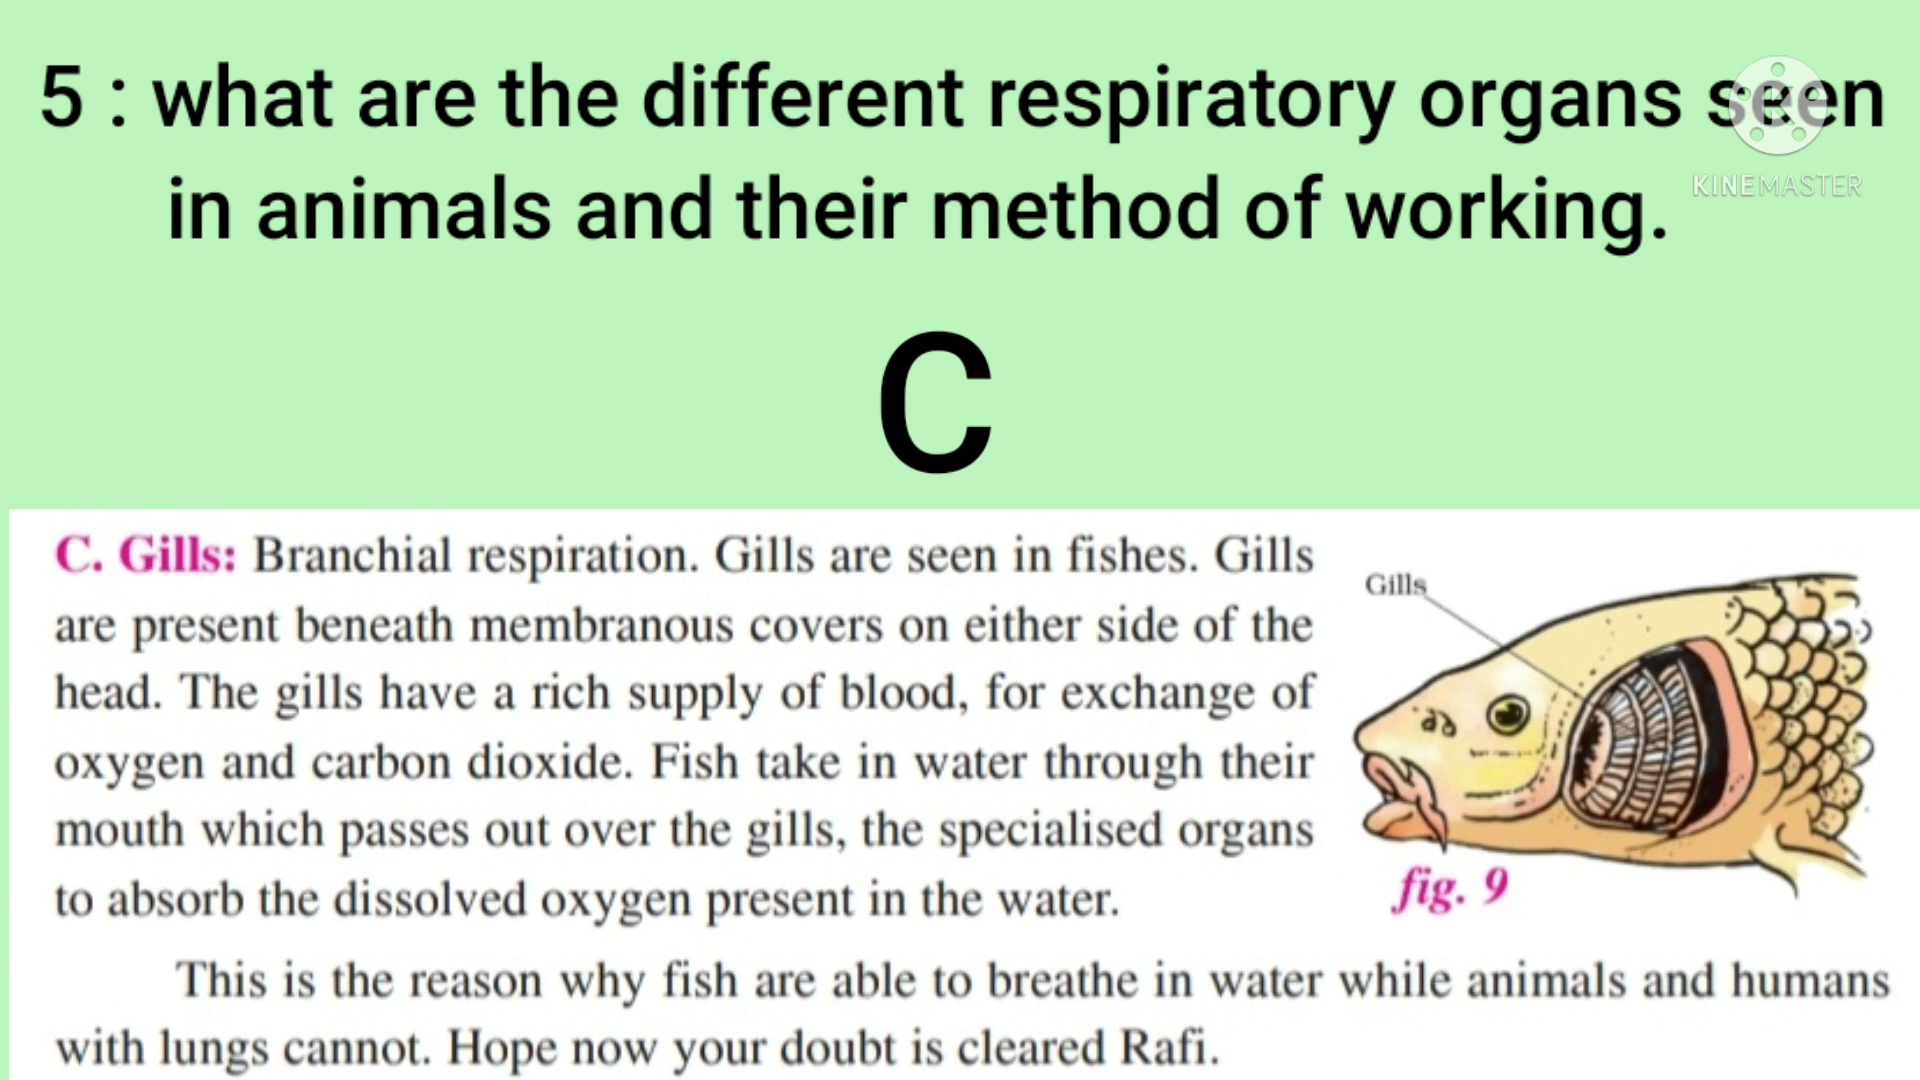 5 : what are the different respiratory organs seen
in animals and their method of working.
KINEMASTER
C
C. Gills: Branchial respiration. Gills are seen in fishes. Gills
are present beneath membranous covers on either side of the
head. The gills have a rich supply of blood, for exchange of
oxygen and carbon dioxide. Fish take in water through their
mouth which passes out over the gills, the specialised organs
to absorb the dissolved oxygen present in the water.
Gills
fig. 9
This is the reason why fish are able to breathe in water while animals and humans
with lungs cannot. Hope now your doubt is cleared Rafi.